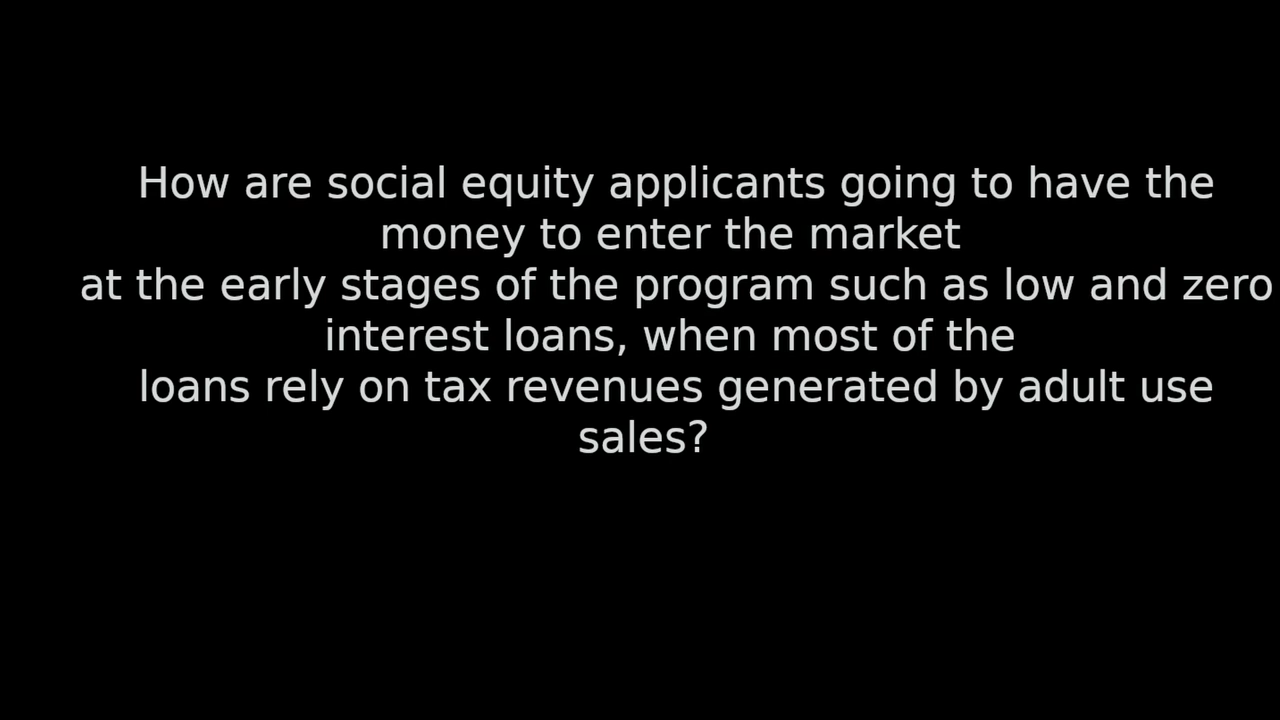 How are social equity applicants going to have the
money to enter the market
at the early stages of the program such as low and zero
interest loans, when most of the
loans rely on tax revenues generated by adult use
sales?